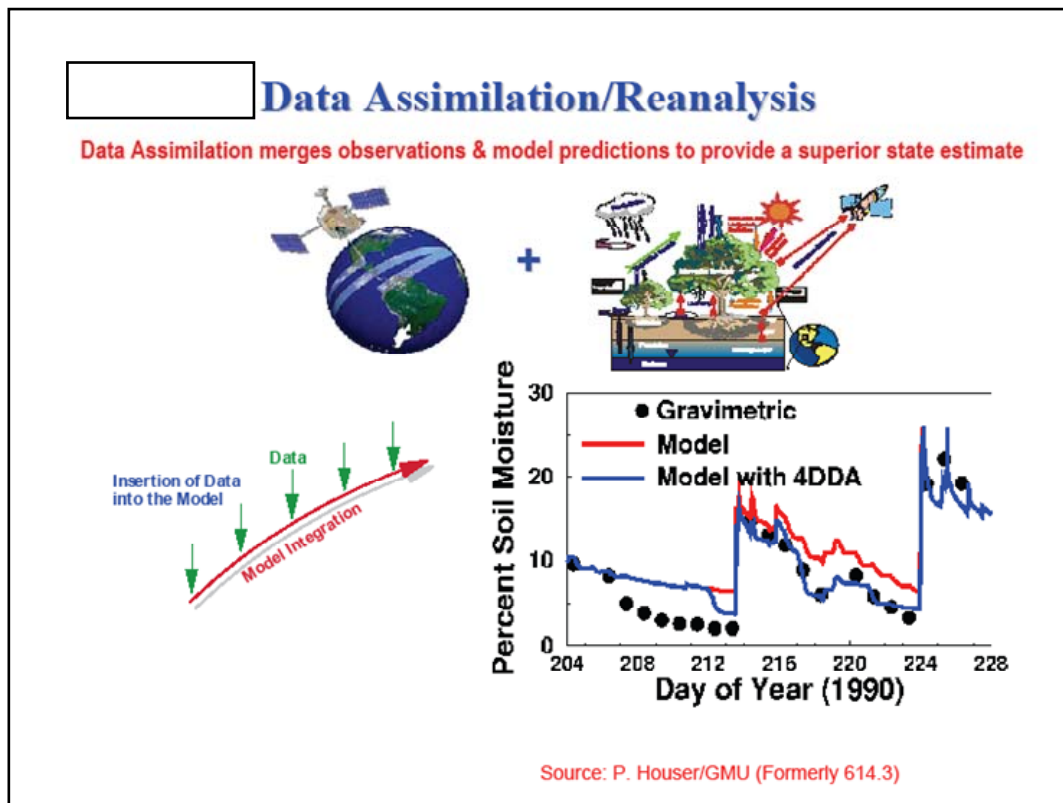 Data Assimilation/Reanalysis
Data Assimilation merges observations & model predictions to provide a superior state estimate
+
Insertion of Data
into the Model
Data
Model Integration
Percent Soil Moisture
30
20
10
0
Gravimetric
Model
Model with 4DDA
204 208 212 216 220 224 228
Day of Year (1990)
Source: P. Houser/GMU (Formerly 614.3)